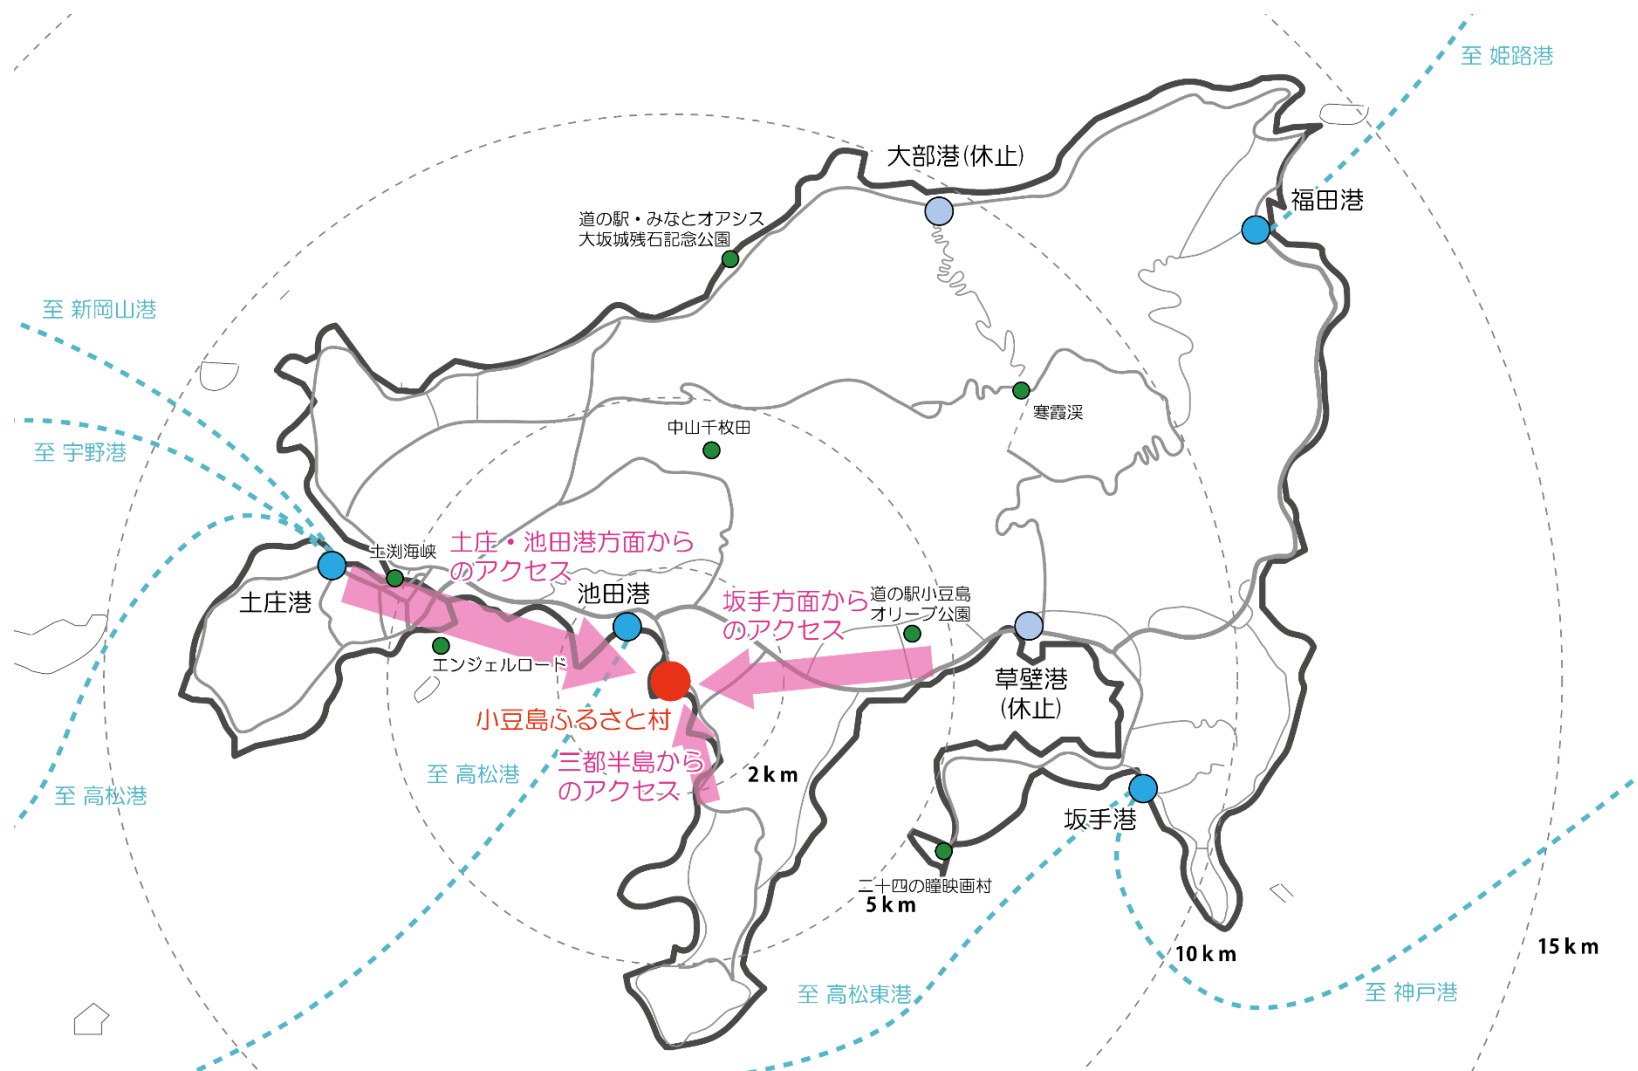 至 姫路港
大部港(休止)
福田港
道の駅・みなとオアシス
大坂城残石記念公園
至 新岡山港
寒霞渓
中山千枚田
至 宇野港
土渕海峡
土庄・池田港方面から
のアクセス
土庄港
池田港
坂手方面から
のアクセス
道の駅小豆島
オリーブ公園
エンジェルロード
草壁港
(休止)
小豆島ふるさと村
三都半島から
のアクセス
2km
至 高松港
至 高松港
坂手港
二十四の瞳映画村
5km
10km
15km
至 高松東港
至 神戸港